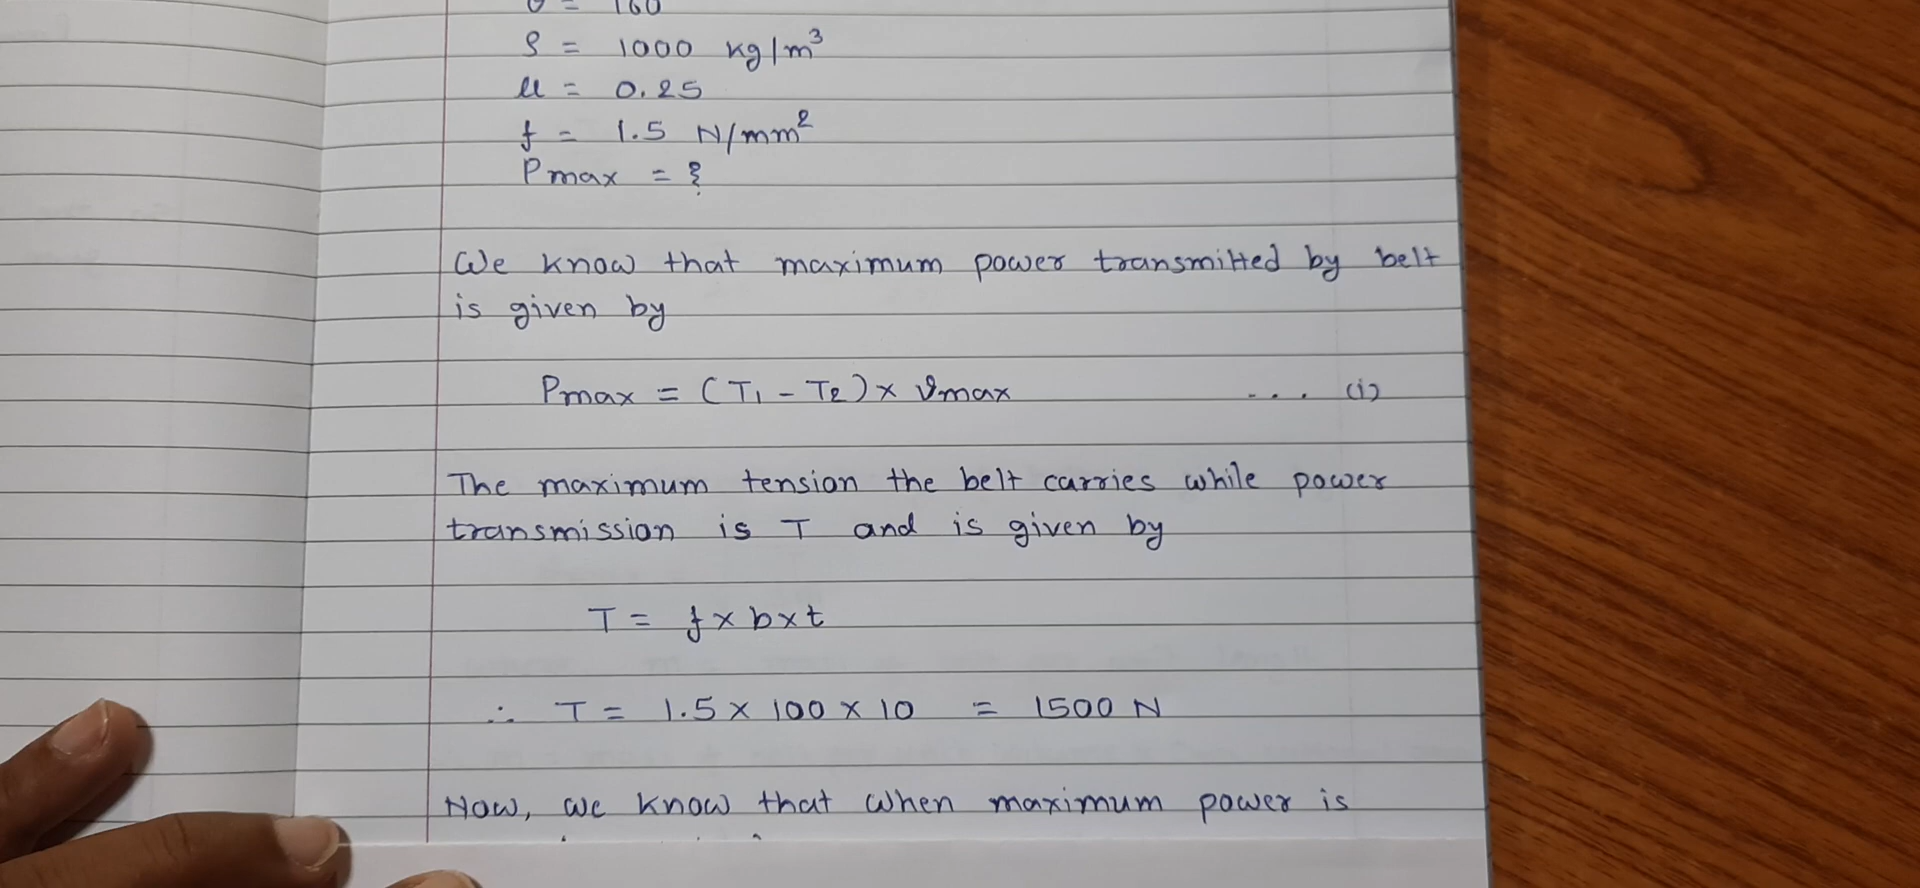 θ = 160
ρ = 1000 kg/m³
μ = 0.25
f = 1.5 N/mm²
Pmax = ?
We know that maximum power transmitted by belt
is given by
Pmax = (T₁ - T₂) × vmax ... (i)
The maximum tension the belt carries while power
transmission is T and is given by
T = f × b × t
∴ T = 1.5 × 100 × 10 = 1500 N
Now, we know that when maximum power is